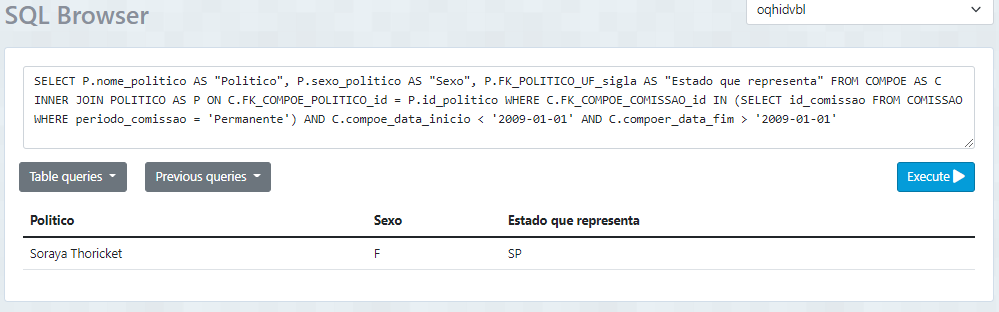 SQL Browser
oqhidvbl
SELECT P.nome_politico AS "Politico", P.sexo_politico AS "Sexo", P.FK_POLITICO_UF_sigla AS "Estado que representa" FROM COMPOE AS C
INNER JOIN POLITICO AS P ON C.FK_COMPOE_POLITICO_id = P.id_politico WHERE C.FK_COMPOE_COMISSAO_id IN (SELECT id_comissao FROM COMISSAO
WHERE periodo_comissao = 'Permanente') AND C.compoe_data_inicio < '2009-01-01' AND C.compoer_data_fim > '2009-01-01'
Table queries
Previous queries
Execute
Politico Sexo Estado que representa
Soraya Thoricket F SP